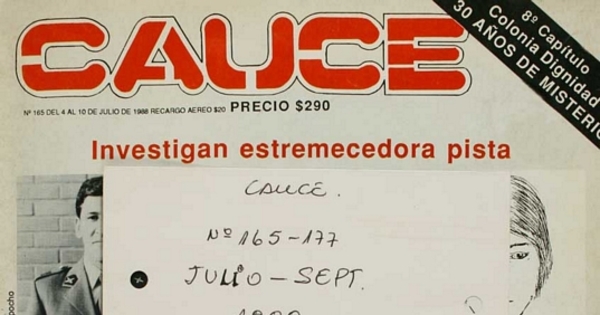 CAUCE
8º Capítulo
Colonia Dignidad
30 AÑOS DE MISTERIO
Nº 165 DEL 4 AL 10 DE JULIO DE 1988 RECARGO AEREO $20 PRECIO $290
Investigan estremecedora pista
CAUCE.
Nº 165-177
JULIO - SEPT.